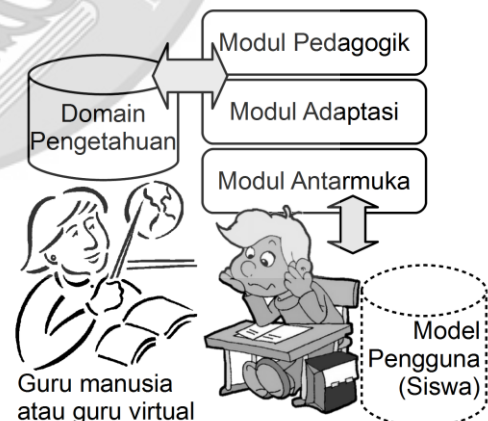 Modul Pedagogik
Domain
Pengetahuan
Modul Adaptasi
Modul Antarmuka
Model
Pengguna
(Siswa)
Guru manusia
atau guru virtual